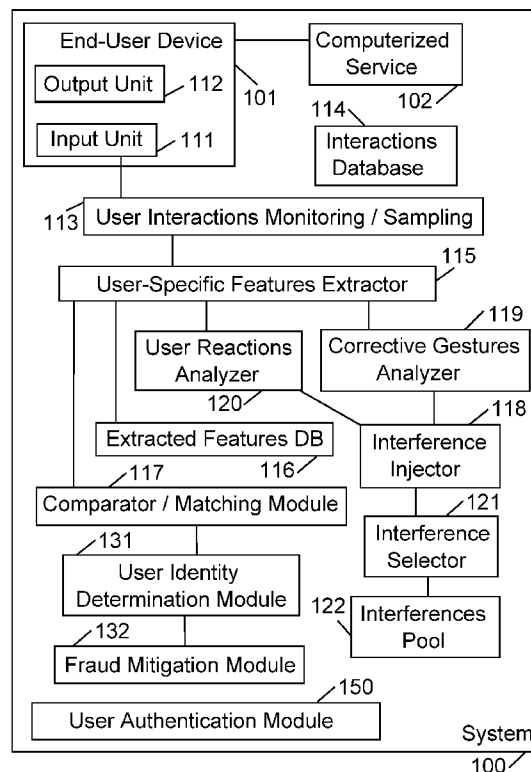 End-User Device
Output Unit
112
Input Unit
111
101
Computerized
Service
102
114
Interactions
Database
113
User Interactions Monitoring / Sampling
115
User-Specific Features Extractor
119
User Reactions
Analyzer
120
Corrective Gestures
Analyzer
118
Extracted Features DB
116
Interference
Injector
117
Comparator / Matching Module
121
Interference
Selector
131
User Identity
Determination Module
122
Interferences
Pool
132
Fraud Mitigation Module
150
User Authentication Module
System
100